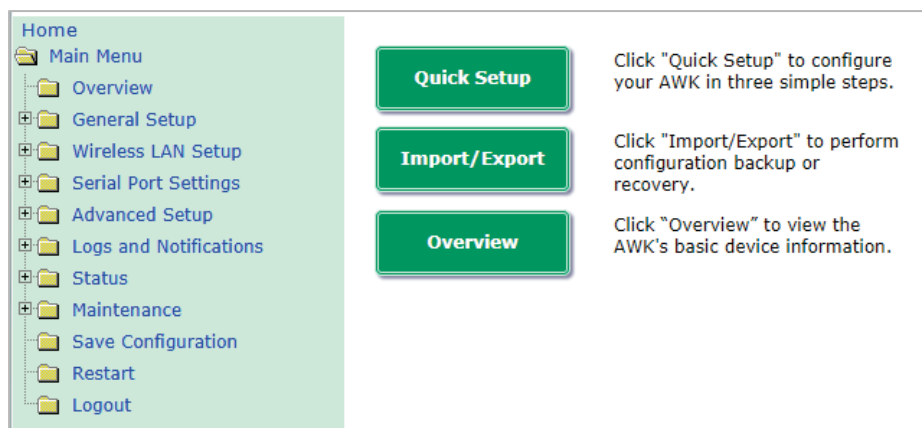 Home
Main Menu
Overview
General Setup
Wireless LAN Setup
Serial Port Settings
Advanced Setup
Logs and Notifications
Status
Maintenance
Save Configuration
Restart
Logout
Quick Setup
Click "Quick Setup" to configure
your AWK in three simple steps.
Import/Export
Click "Import/Export" to perform
configuration backup or
recovery.
Overview
Click “Overview” to view the
AWK's basic device information.